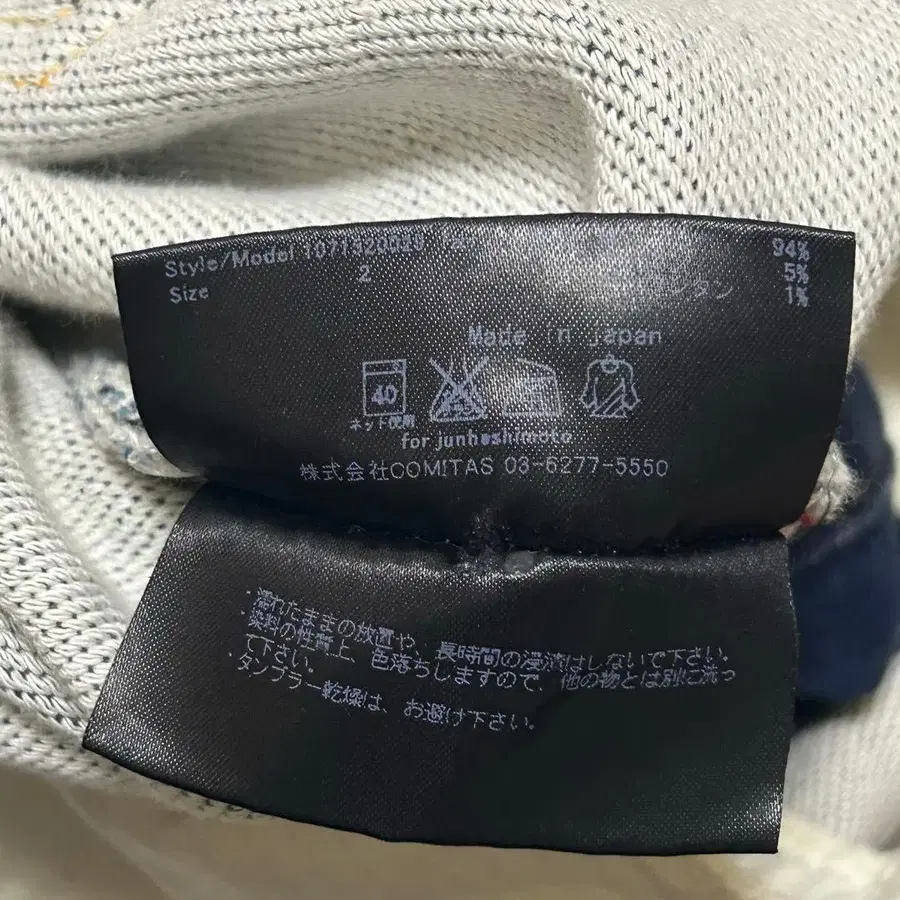 Style/Model 1071320029
94%
Size 2
5%
1%
Made in Japan
40
ネット使用
for junhashimoto
株式会社COMITAS 03-6277-5550
・濡れたままの放置や、長時間の浸漬はしないで下さい。
・染料の性質上、色落ちしますので、他の物とは別に洗っ
て下さい。
・タンブラー乾燥は、お避け下さい。